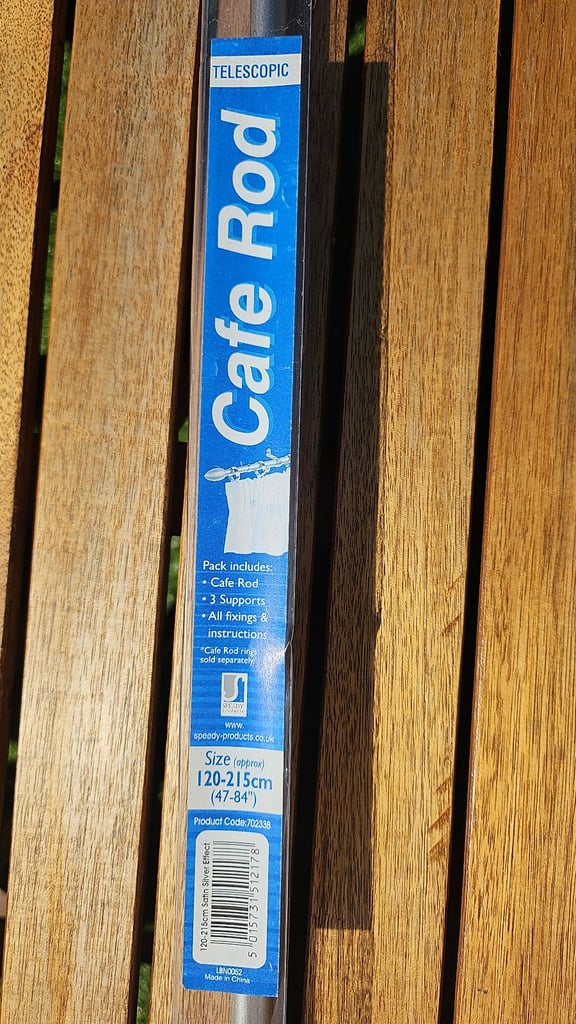 TELESCOPIC
Cafe Rod
Pack includes:
• Cafe Rod
• 3 Supports
• All fixings &
instructions
*Cafe Rod rings
sold separately
SPEEDY
www.
speedy-products.co.uk
Size (approx)
120-215cm
(47-84")
Product Code:702338
120-215cm Satin Silver Effect
5 015731 512178
LBN0052
Made in China